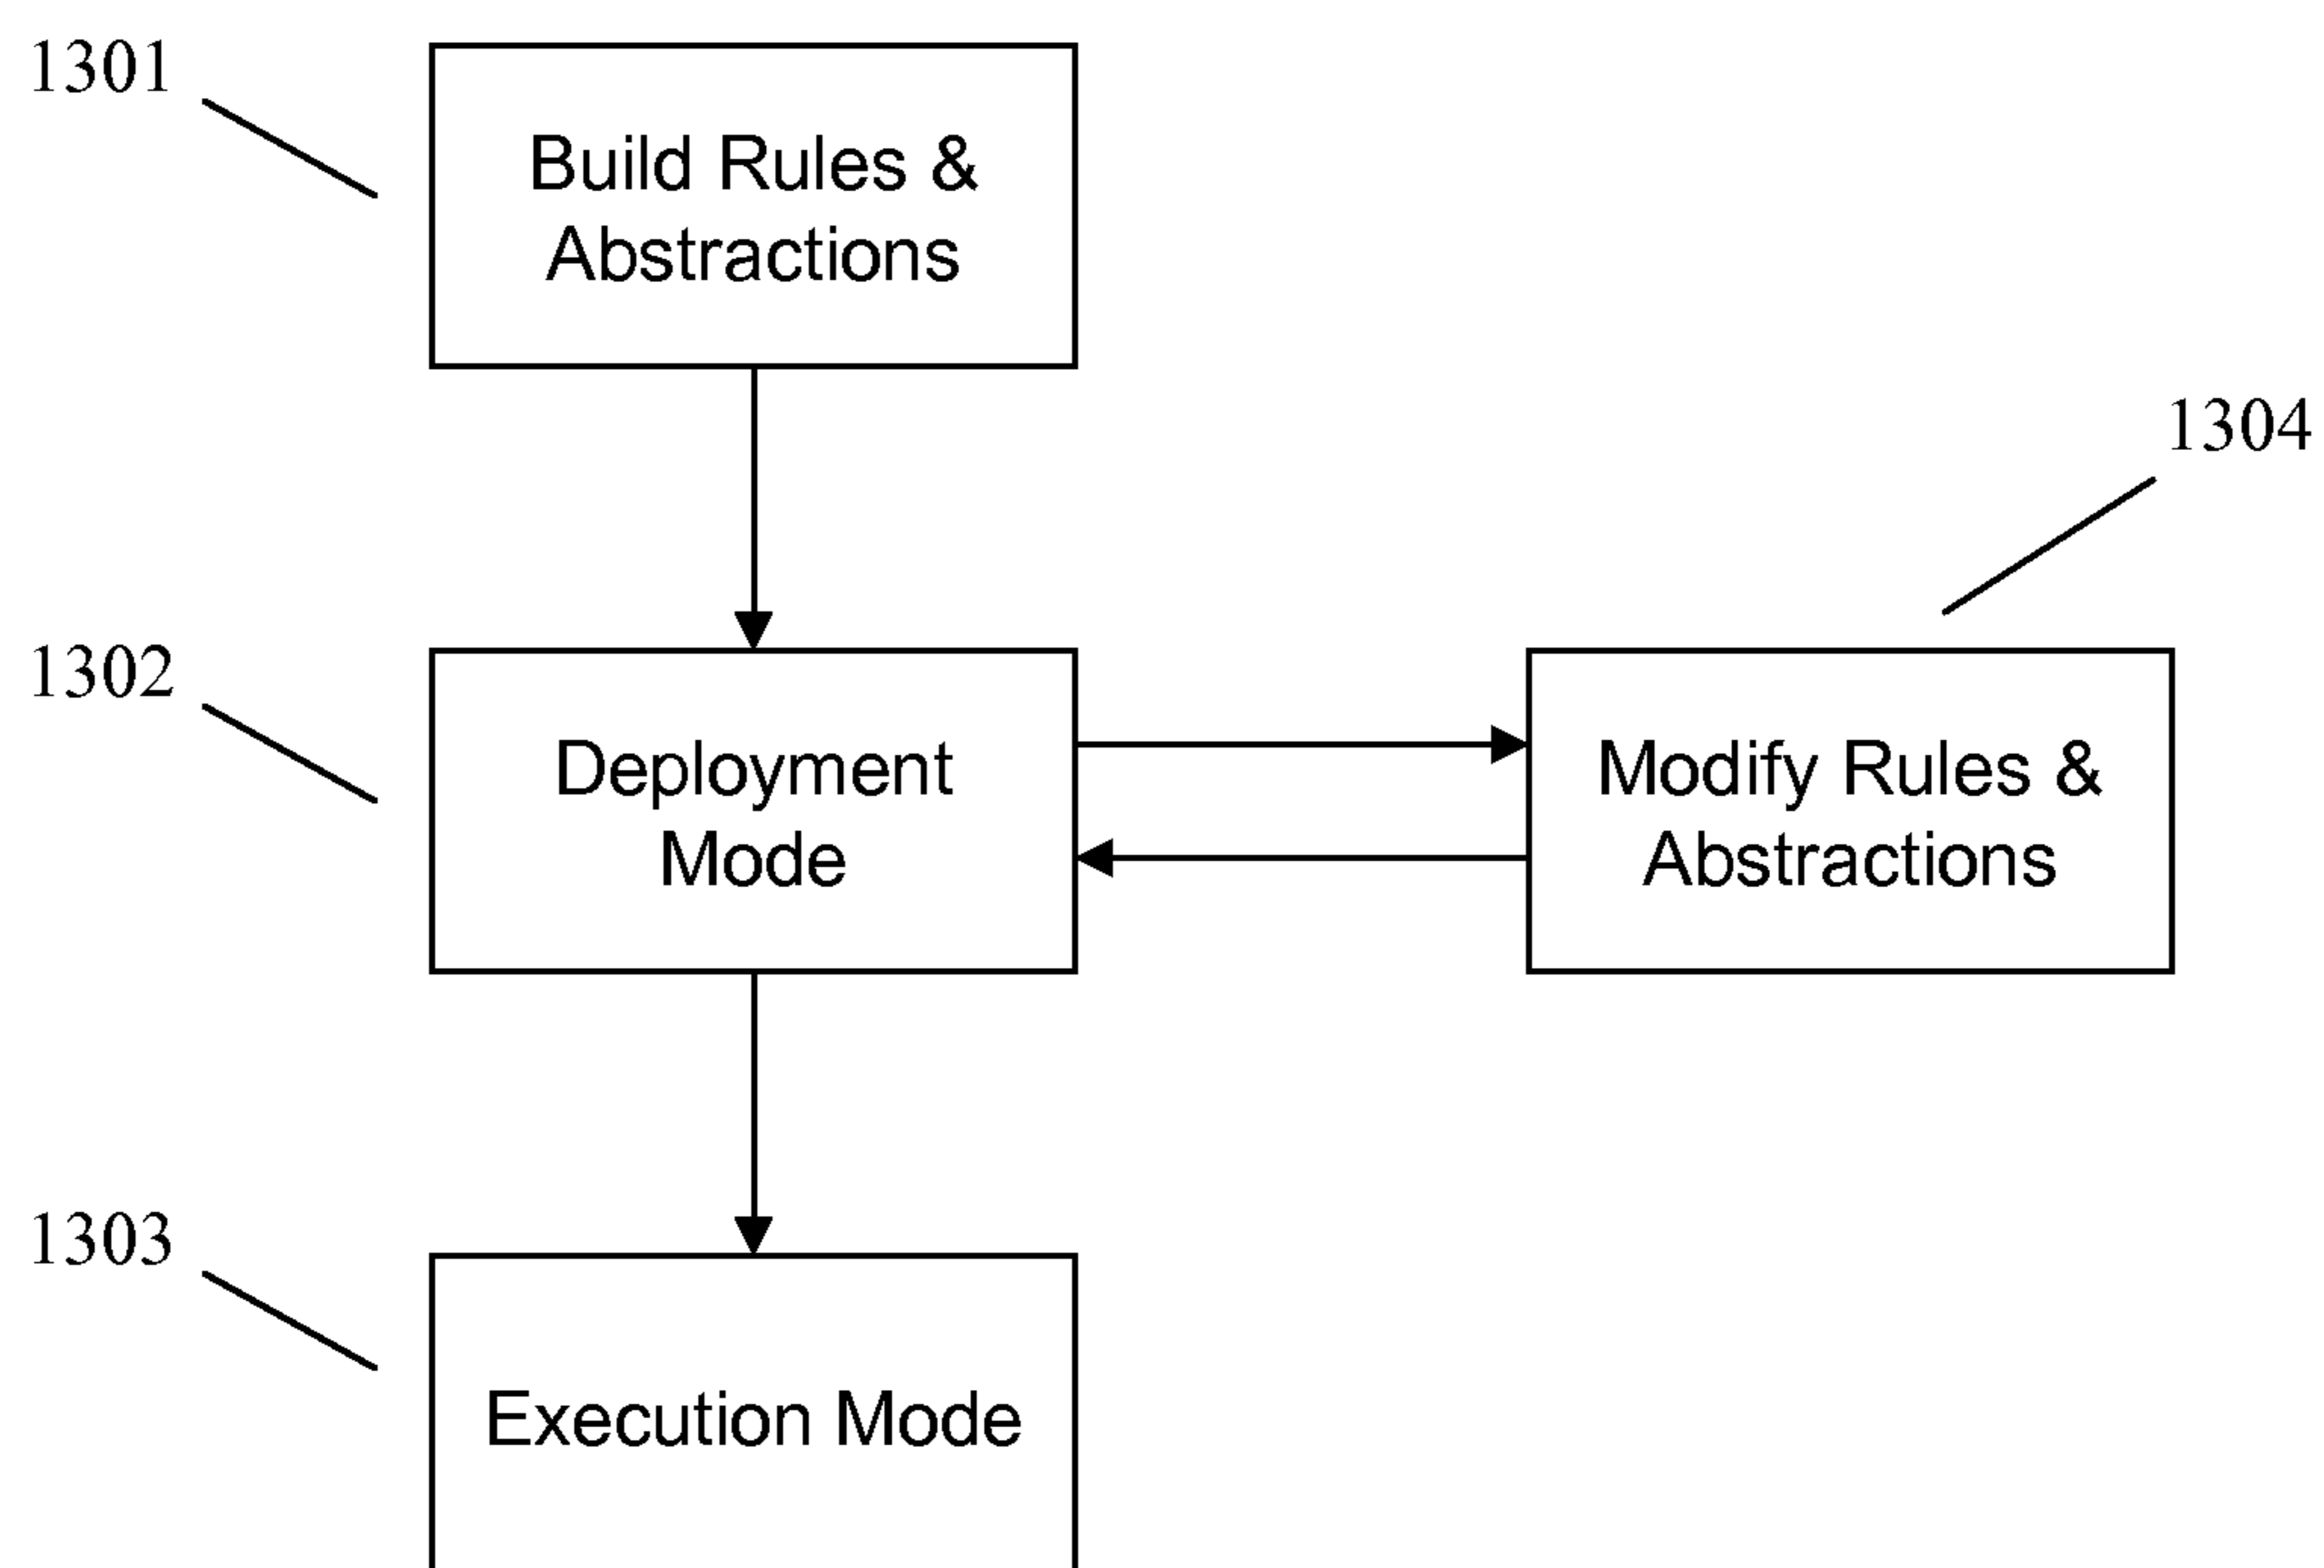 1301
Build Rules &
Abstractions
1304
1302
Deployment
Mode
Modify Rules &
Abstractions
1303
Execution Mode